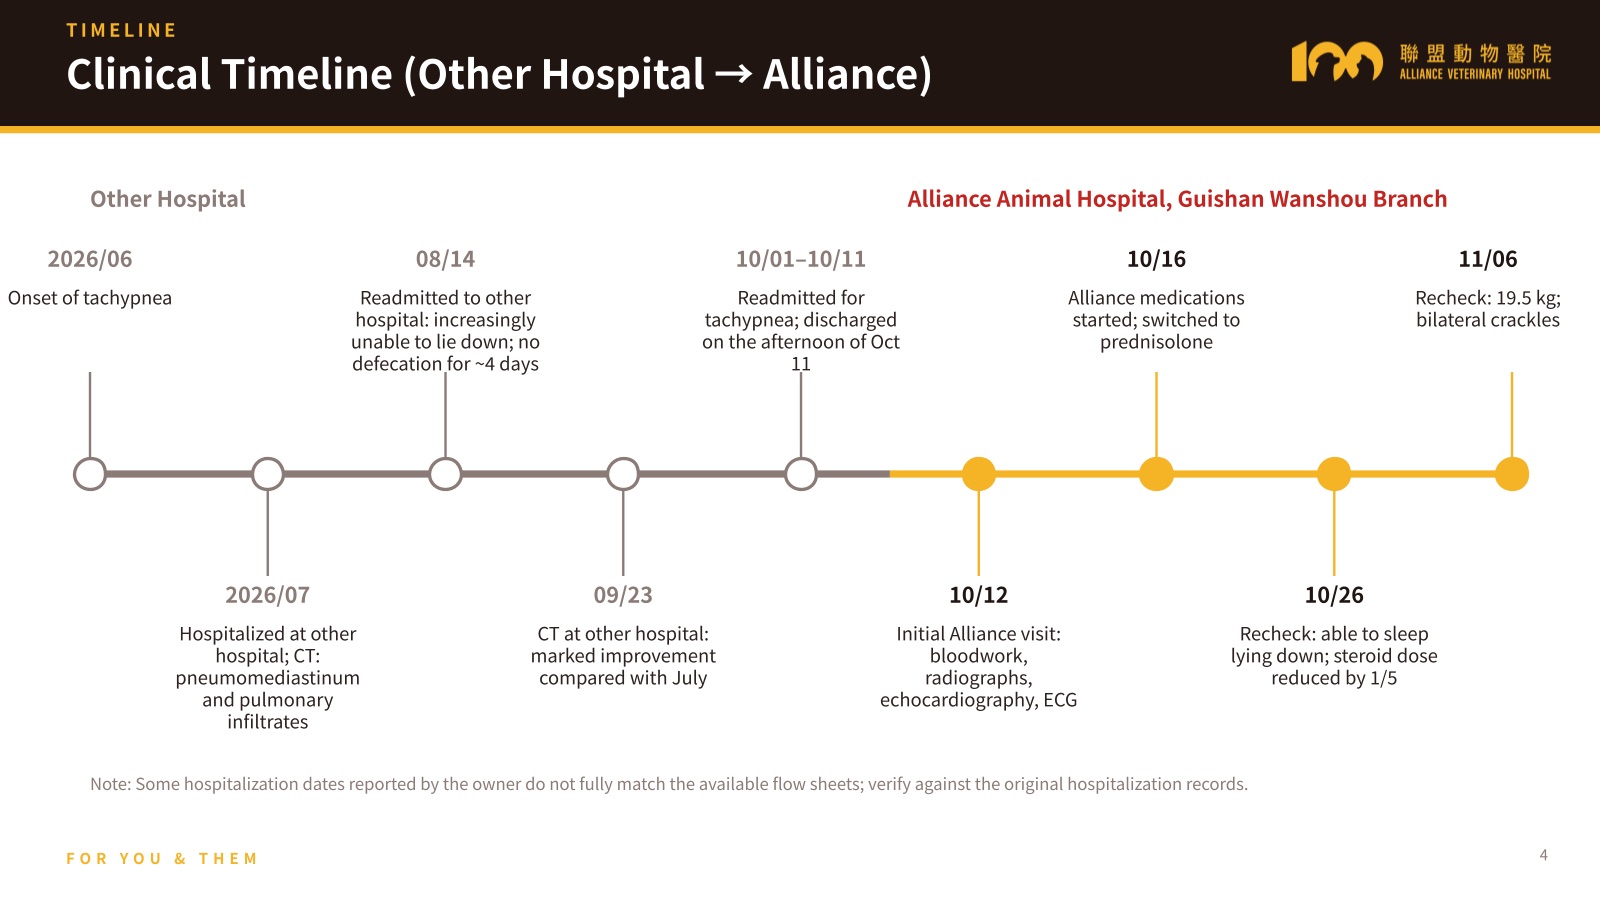 TIMELINE
Clinical Timeline (Other Hospital → Alliance)
聯盟動物醫院
ALLIANCE VETERINARY HOSPITAL
Other Hospital
Alliance Animal Hospital, Guishan Wanshou Branch
2026/06
Onset of tachypnea
08/14
Readmitted to other
hospital: increasingly
unable to lie down; no
defecation for ~4 days
10/01–10/11
Readmitted for
tachypnea; discharged
on the afternoon of Oct
11
10/16
Alliance medications
started; switched to
prednisolone
11/06
Recheck: 19.5 kg;
bilateral crackles
2026/07
Hospitalized at other
hospital; CT:
pneumomediastinum
and pulmonary
infiltrates
09/23
CT at other hospital:
marked improvement
compared with July
10/12
Initial Alliance visit:
bloodwork,
radiographs,
echocardiography, ECG
10/26
Recheck: able to sleep
lying down; steroid dose
reduced by 1/5
Note: Some hospitalization dates reported by the owner do not fully match the available flow sheets; verify against the original hospitalization records.
FOR YOU & THEM
4